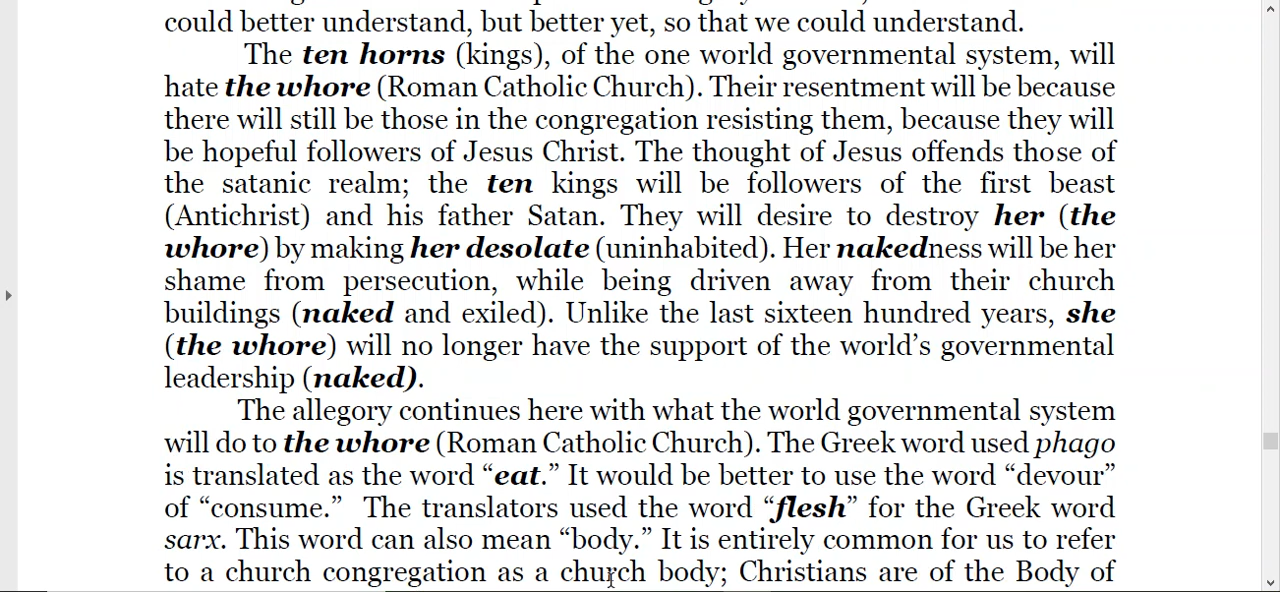 could better understand, but better yet, so that we could understand.
The ten horns (kings), of the one world governmental system, will
hate the whore (Roman Catholic Church). Their resentment will be because
there will still be those in the congregation resisting them, because they will
be hopeful followers of Jesus Christ. The thought of Jesus offends those of
the satanic realm; the ten kings will be followers of the first beast
(Antichrist) and his father Satan. They will desire to destroy her (the
whore) by making her desolate (uninhabited). Her nakedness will be her
shame from persecution, while being driven away from their church
buildings (naked and exiled). Unlike the last sixteen hundred years, she
(the whore) will no longer have the support of the world’s governmental
leadership (naked).
The allegory continues here with what the world governmental system
will do to the whore (Roman Catholic Church). The Greek word used phago
is translated as the word “eat.” It would be better to use the word “devour”
of “consume.”  The translators used the word “flesh” for the Greek word
sarx. This word can also mean “body.” It is entirely common for us to refer
to a church congregation as a church body; Christians are of the Body of